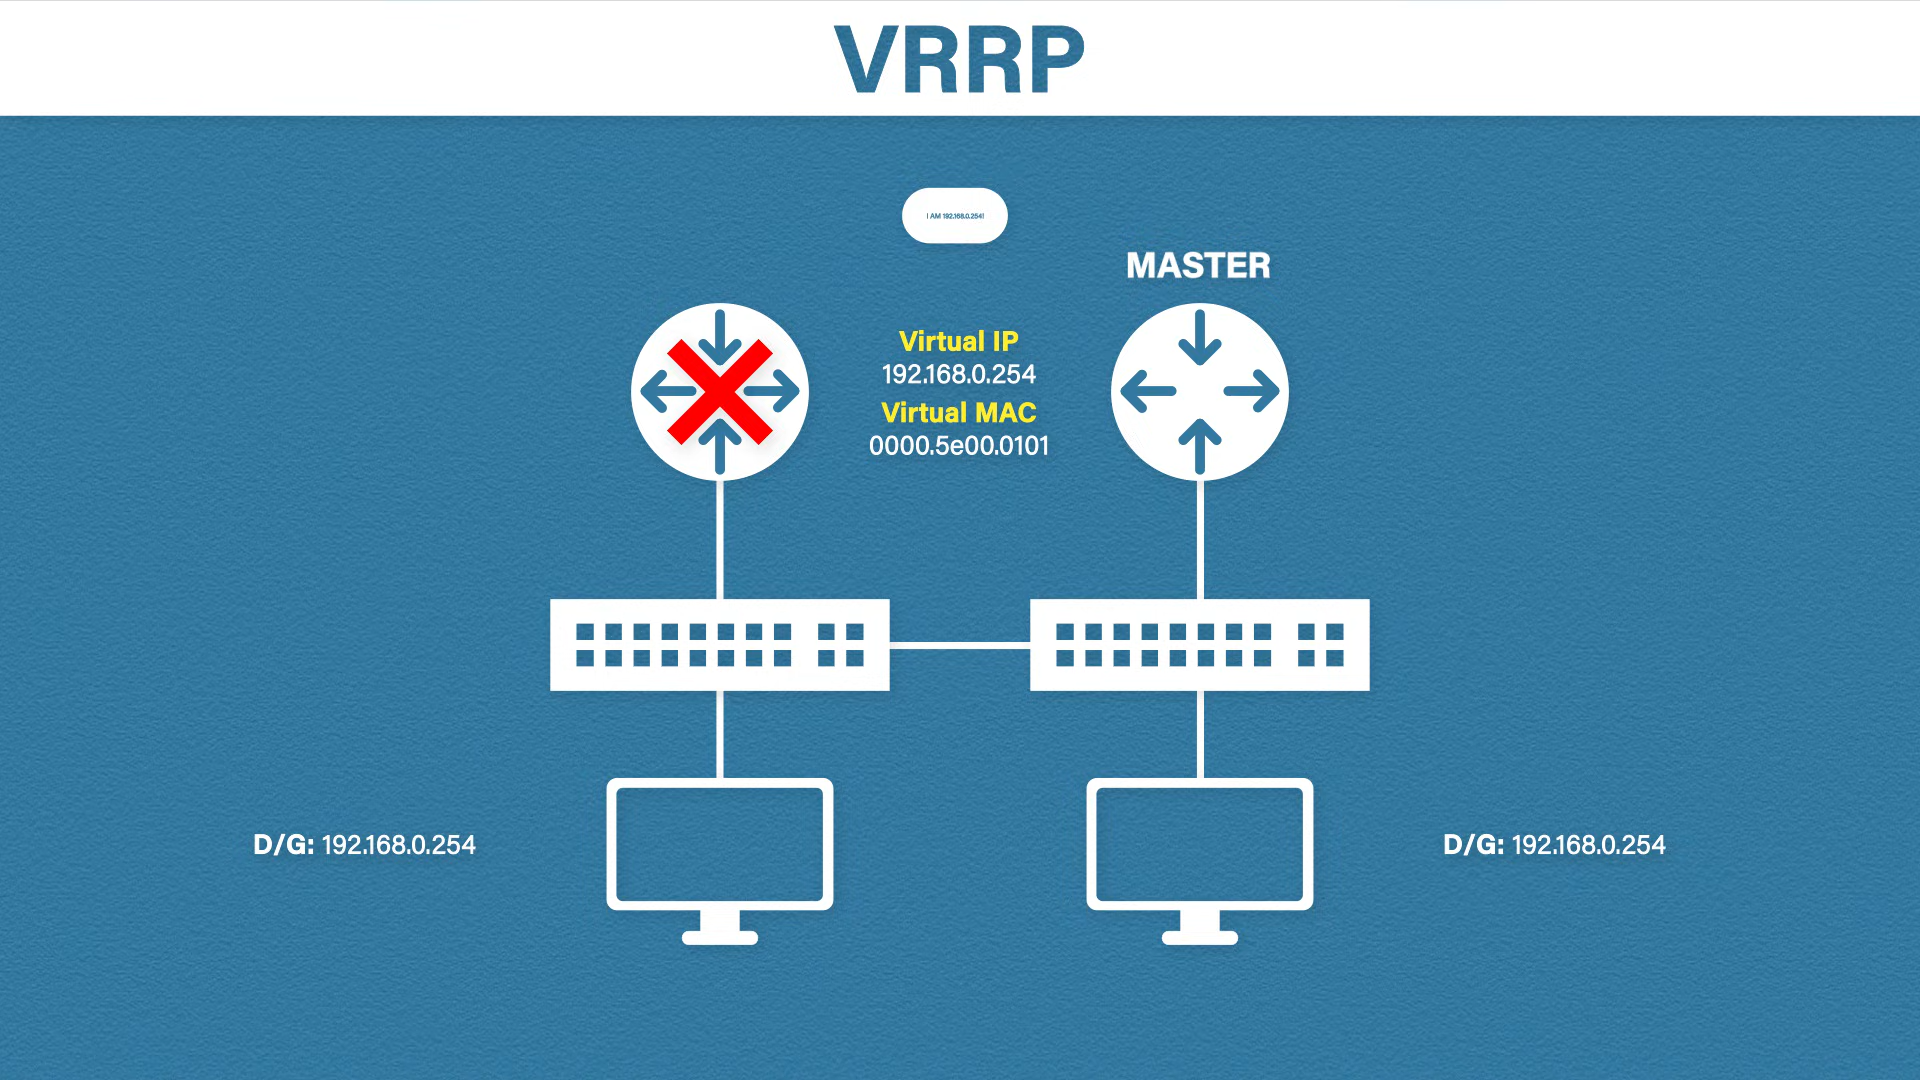 VRRP
I AM 192.168.0.254!
MASTER
Virtual IP
192.168.0.254
Virtual MAC
0000.5e00.0101
D/G: 192.168.0.254
D/G: 192.168.0.254